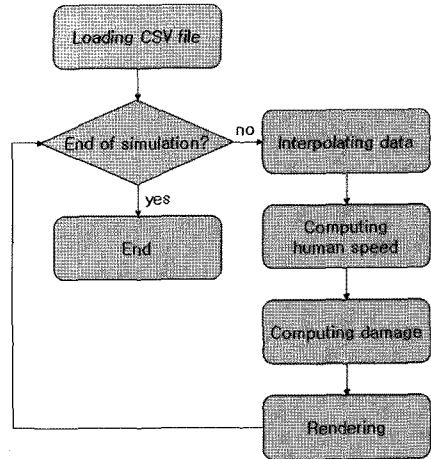 Loading CSV file
End of simulation?
no
Interpolating data
yes
End
Computing
human speed
Computing damage
Rendering